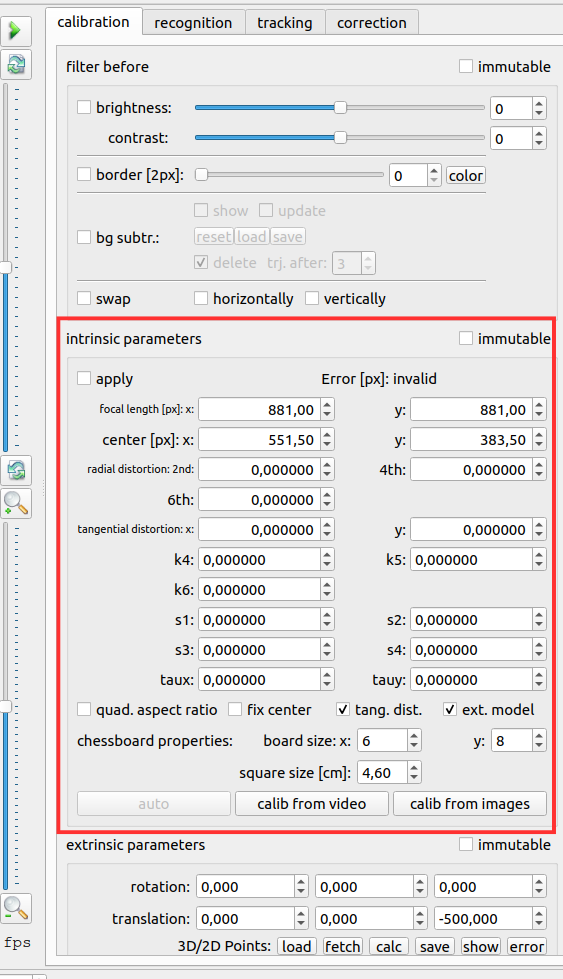 calibration recognition tracking correction
filter before immutable
brightness: 0
contrast: 0
border [2px]: 0 color
show update
bg subtr.: reset load save
delete trj. after: 3
swap horizontally vertically
intrinsic parameters immutable
apply Error [px]: invalid
focal length [px]: x: 881,00 y: 881,00
center [px]: x: 551,50 y: 383,50
radial distortion: 2nd: 0,000000 4th: 0,000000
6th: 0,000000
tangential distortion: x: 0,000000 y: 0,000000
k4: 0,000000 k5: 0,000000
k6: 0,000000
s1: 0,000000 s2: 0,000000
s3: 0,000000 s4: 0,000000
taux: 0,000000 tauy: 0,000000
quad. aspect ratio fix center tang. dist. ext. model
chessboard properties: board size: x: 6 y: 8
square size [cm]: 4,60
auto calib from video calib from images
extrinsic parameters immutable
rotation: 0,000 0,000 0,000
translation: 0,000 0,000 -500,000
fps 3D/2D Points: load fetch calc save show error